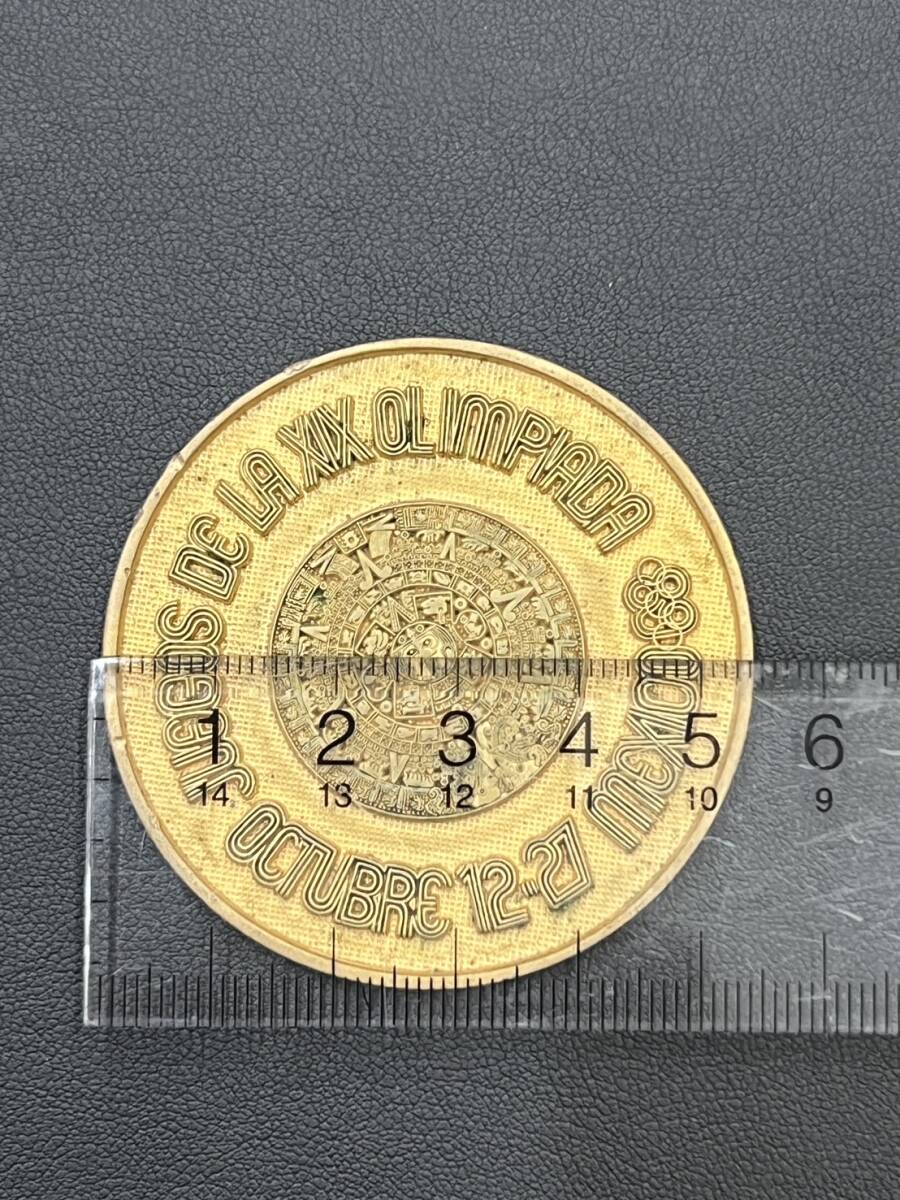 JUEGOS DE LA XIX OLIMPIADA
MEXICO
OCTUBRE 12-27
1 2 3 4 5 6
14 13 12 11 10 9